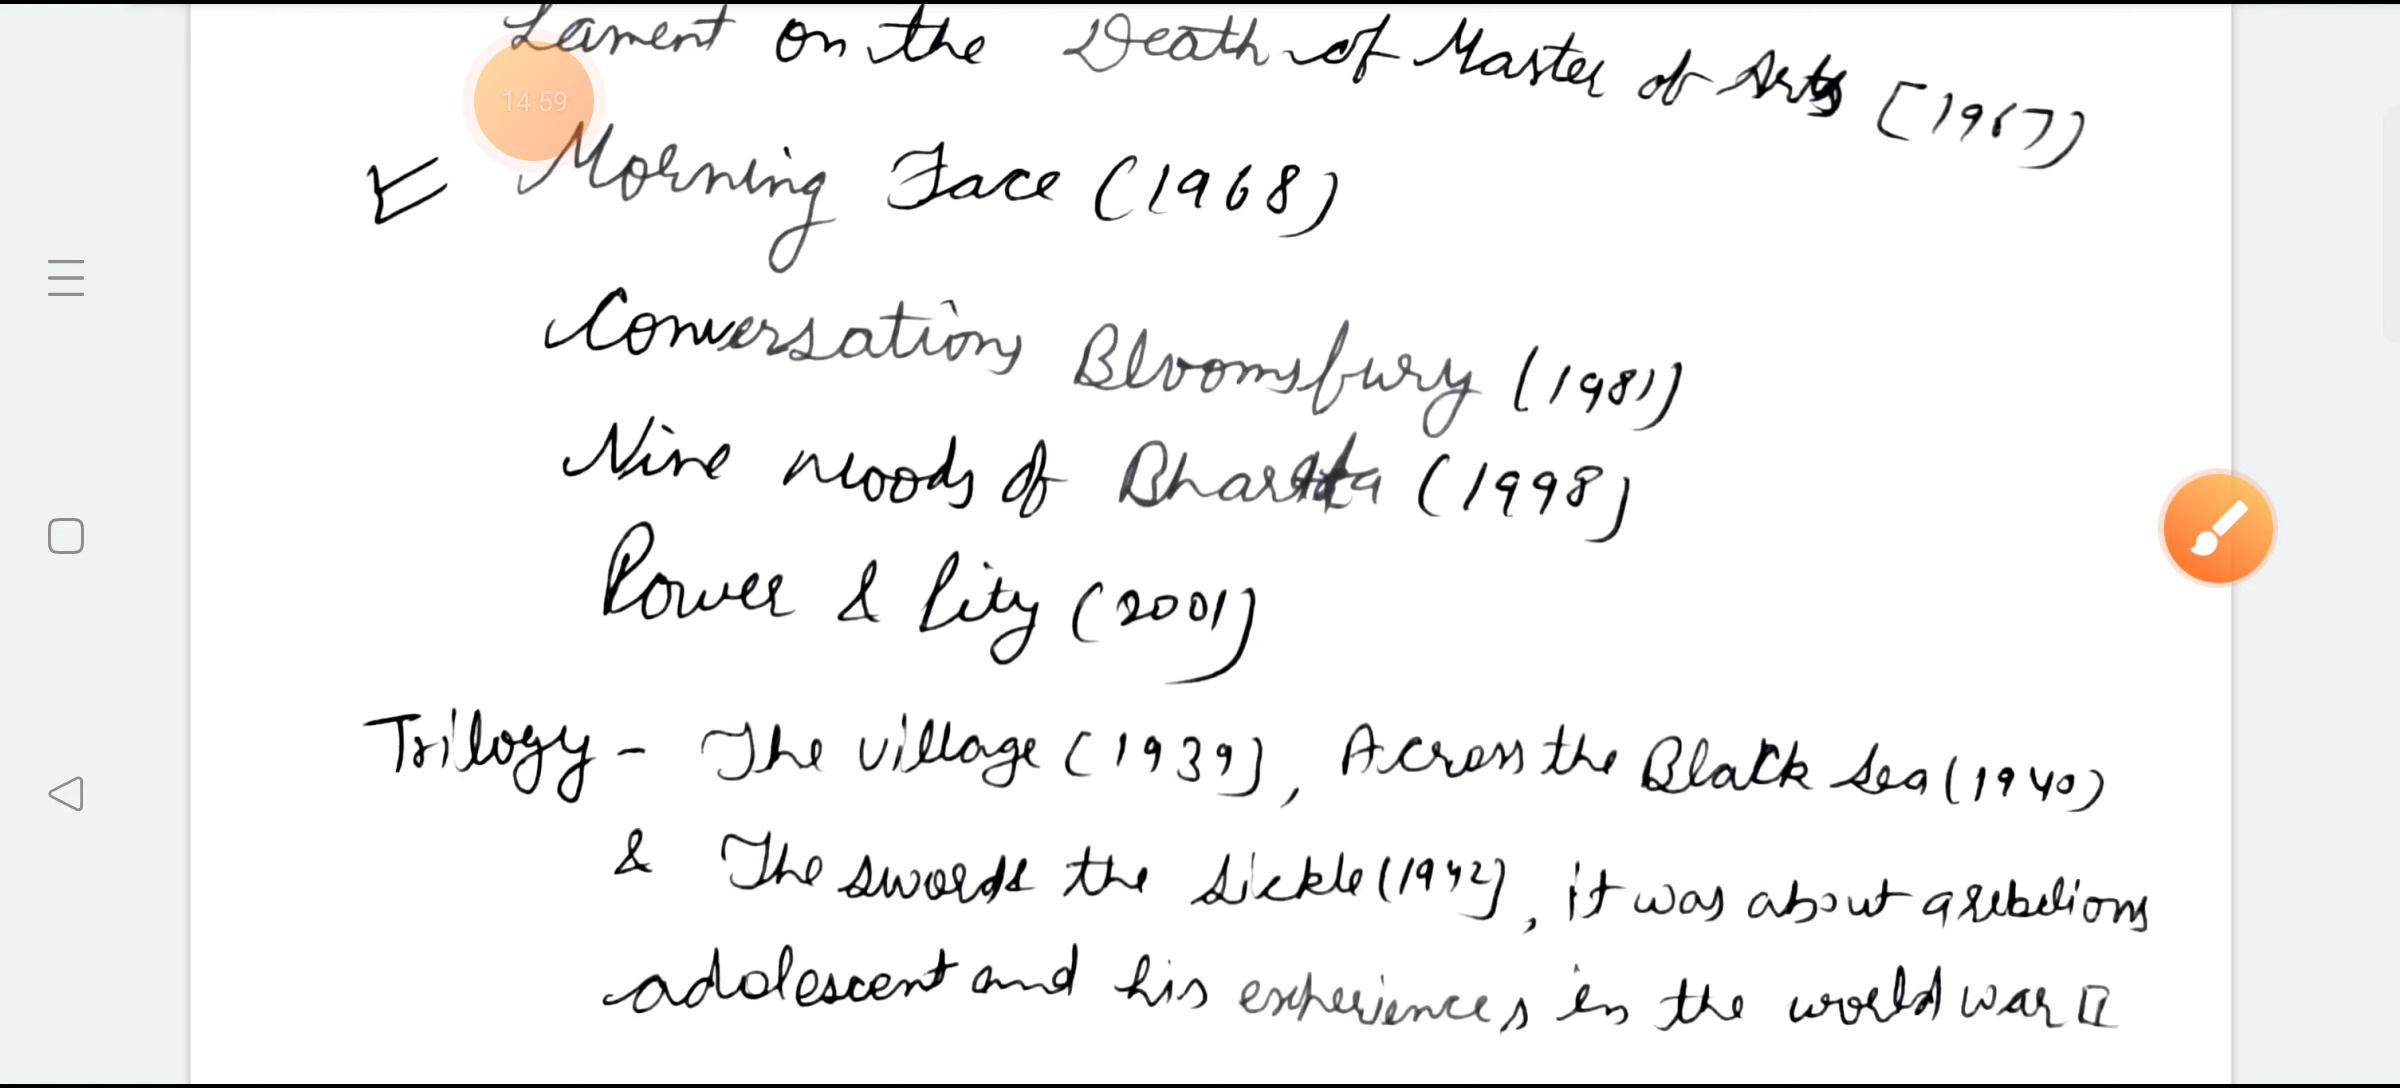 Lament on the Death of Master of Arts [1967)
14:59
Morning Face (1968)
Conversations Bloomsbury (1981)
Nine moods of Bharata (1998)
Power & Pity (2001)
Trilogy - The village (1939), Across the Black Sea (1940)
& The sword & the Sickle (1942), it was about a rebelions
adolescent and his experiences in the world war II